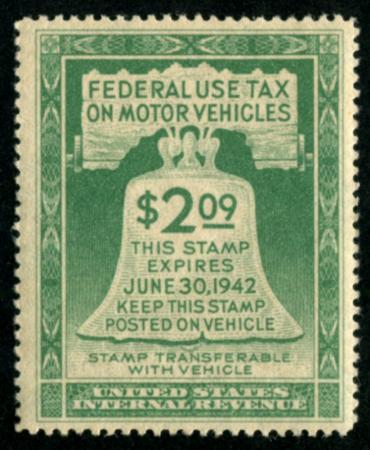 FEDERAL USE TAX
ON MOTOR VEHICLES
$2.09
THIS STAMP
EXPIRES
JUNE 30, 1942
KEEP THIS STAMP
POSTED ON VEHICLE
STAMP TRANSFERABLE
WITH VEHICLE
UNITED STATES
INTERNAL REVENUE